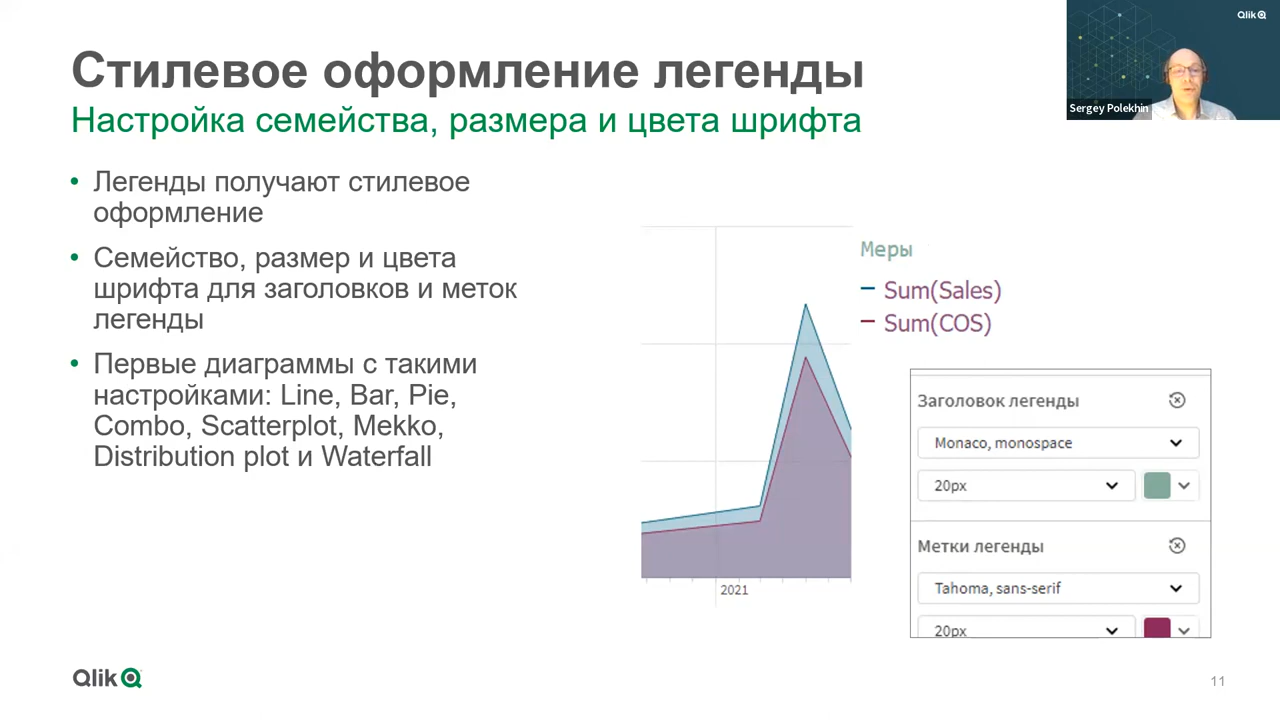 Qlik
Sergey Polekhin
Стилевое оформление легенды
Настройка семейства, размера и цвета шрифта
• Легенды получают стилевое
оформление
• Семейство, размер и цвета
шрифта для заголовков и меток
легенды
• Первые диаграммы с такими
настройками: Line, Bar, Pie,
Combo, Scatterplot, Mekko,
Distribution plot и Waterfall
Меры
Sum(Sales)
Sum(COS)
2021
Заголовок легенды
Monaco, monospace
20px
Метки легенды
Tahoma, sans-serif
20px
Qlik
11